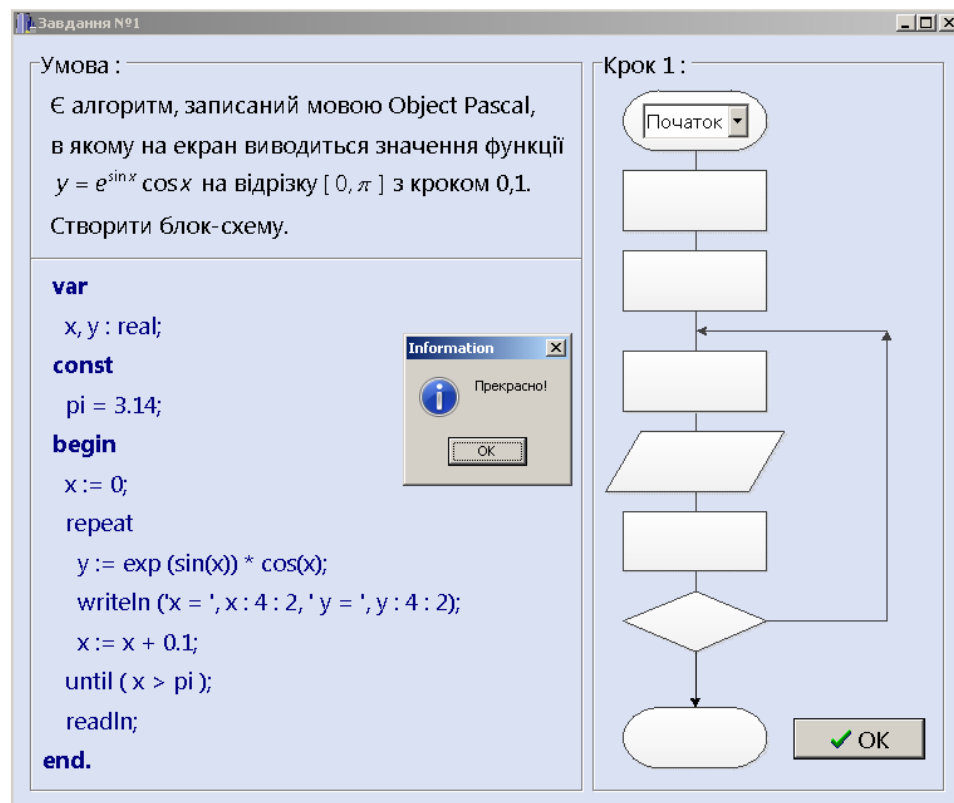 Завдання №1
Умова :
Є алгоритм, записаний мовою Object Pascal,
в якому на екран виводиться значення функції
y = e^{sin x} cos x на відрізку [ 0, π ] з кроком 0,1.
Створити блок-схему.
var
x, y : real;
const
pi = 3.14;
begin
x := 0;
repeat
y := exp (sin(x)) * cos(x);
writeln ('x = ', x : 4 : 2, ' y = ', y : 4 : 2);
x := x + 0.1;
until ( x > pi );
readln;
end.
Information
Прекрасно!
OK
Крок 1 :
Початок
OK